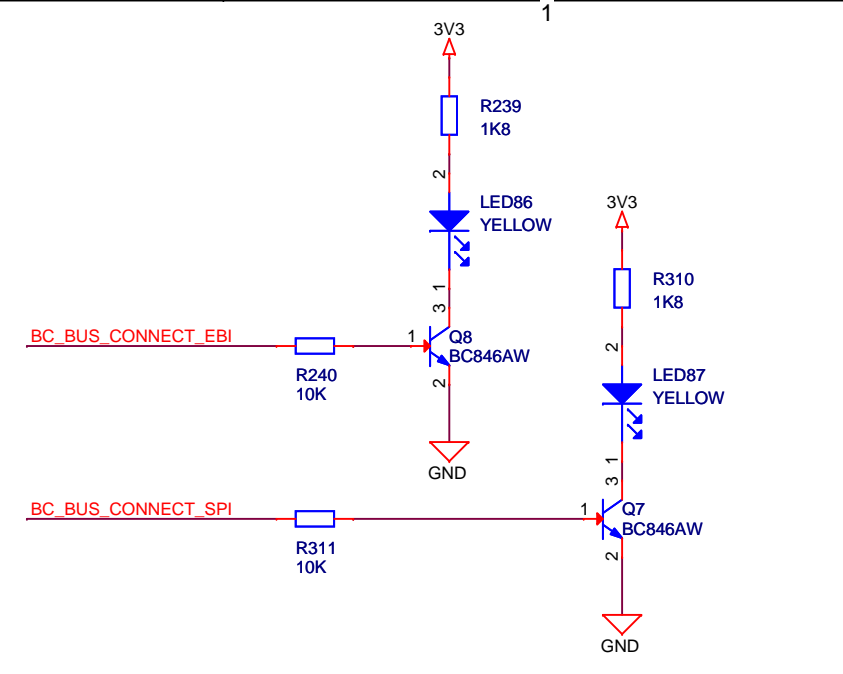 1
3V3
R239
1K8
2
LED86
YELLOW
3V3
1
R310
1K8
3
BC_BUS_CONNECT_EBI
1
Q8
BC846AW
2
R240
10K
2
LED87
YELLOW
GND
1
3
BC_BUS_CONNECT_SPI
1
Q7
BC846AW
R311
10K
2
GND